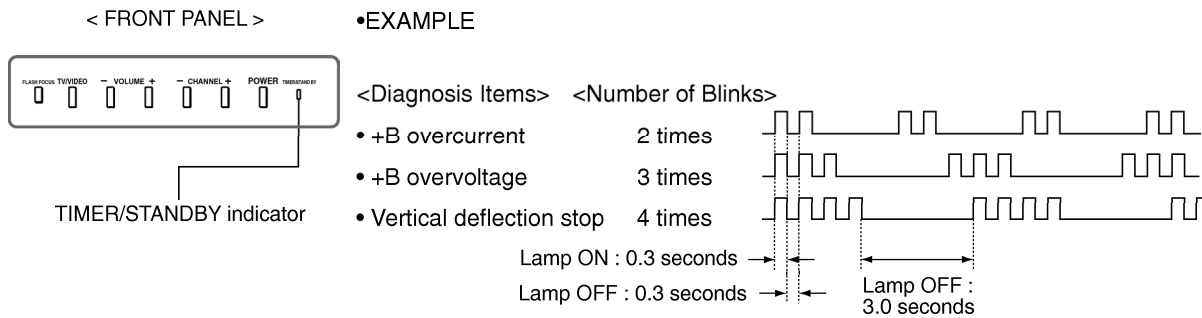 < FRONT PANEL >
•EXAMPLE
FLASH FOCUS TV/VIDEO − VOLUME + − CHANNEL + POWER TIMER/STAND BY
<Diagnosis Items> <Number of Blinks>
• +B overcurrent 2 times
• +B overvoltage 3 times
TIMER/STANDBY indicator
• Vertical deflection stop 4 times
Lamp ON : 0.3 seconds
Lamp OFF : 0.3 seconds
Lamp OFF :
3.0 seconds